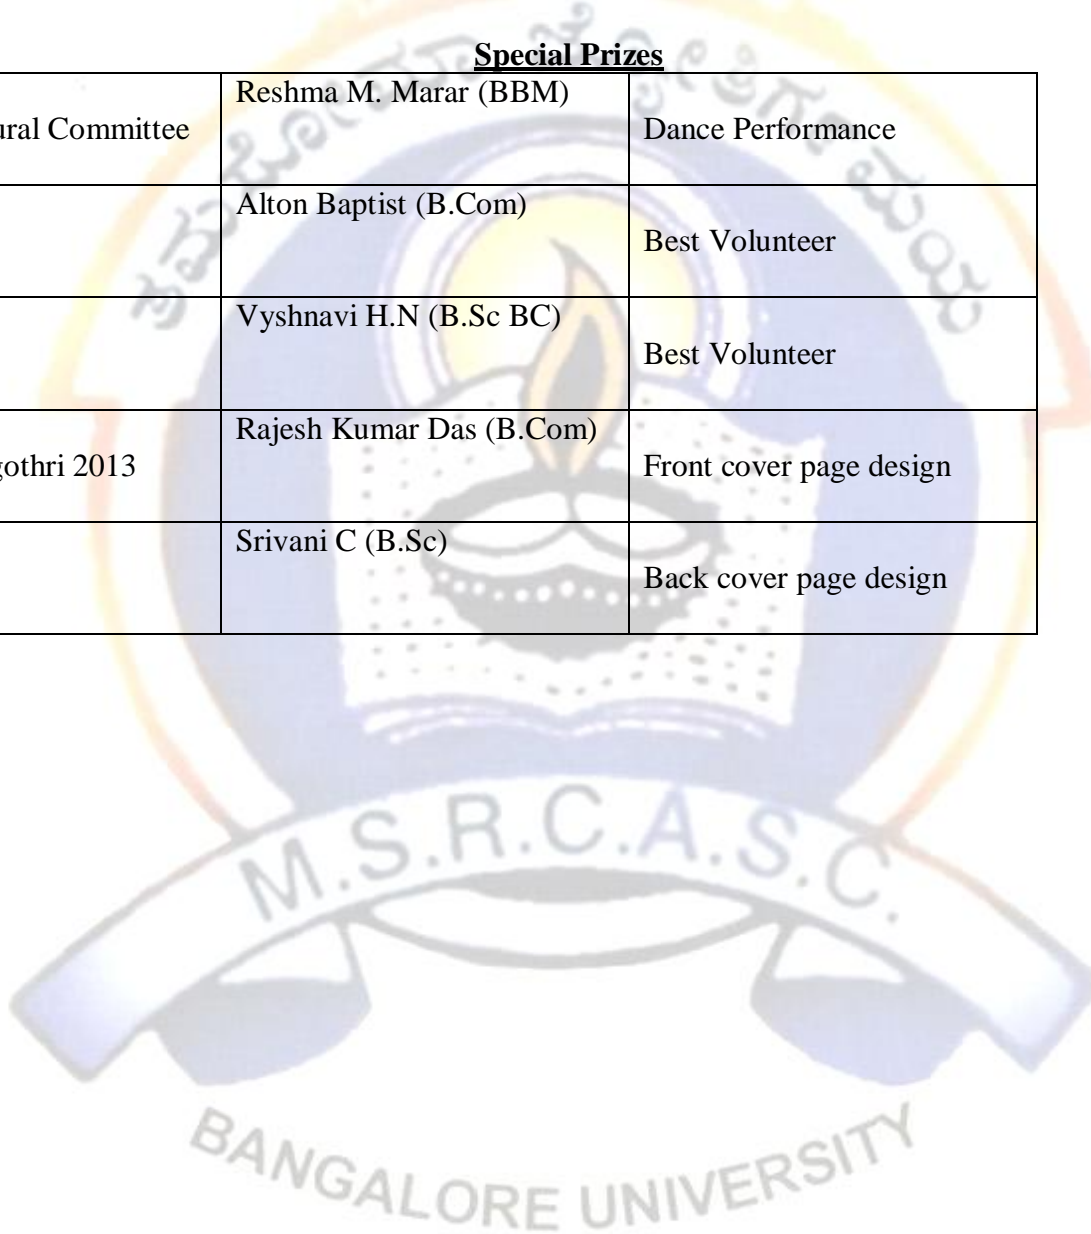 Special Prizes
ural Committee Reshma M. Marar (BBM) Dance Performance
Alton Baptist (B.Com) Best Volunteer
Vyshnavi H.N (B.Sc BC) Best Volunteer
gothri 2013 Rajesh Kumar Das (B.Com) Front cover page design
Srivani C (B.Sc) Back cover page design
M.S.R.C.A.S.C.
BANGALORE UNIVERSITY